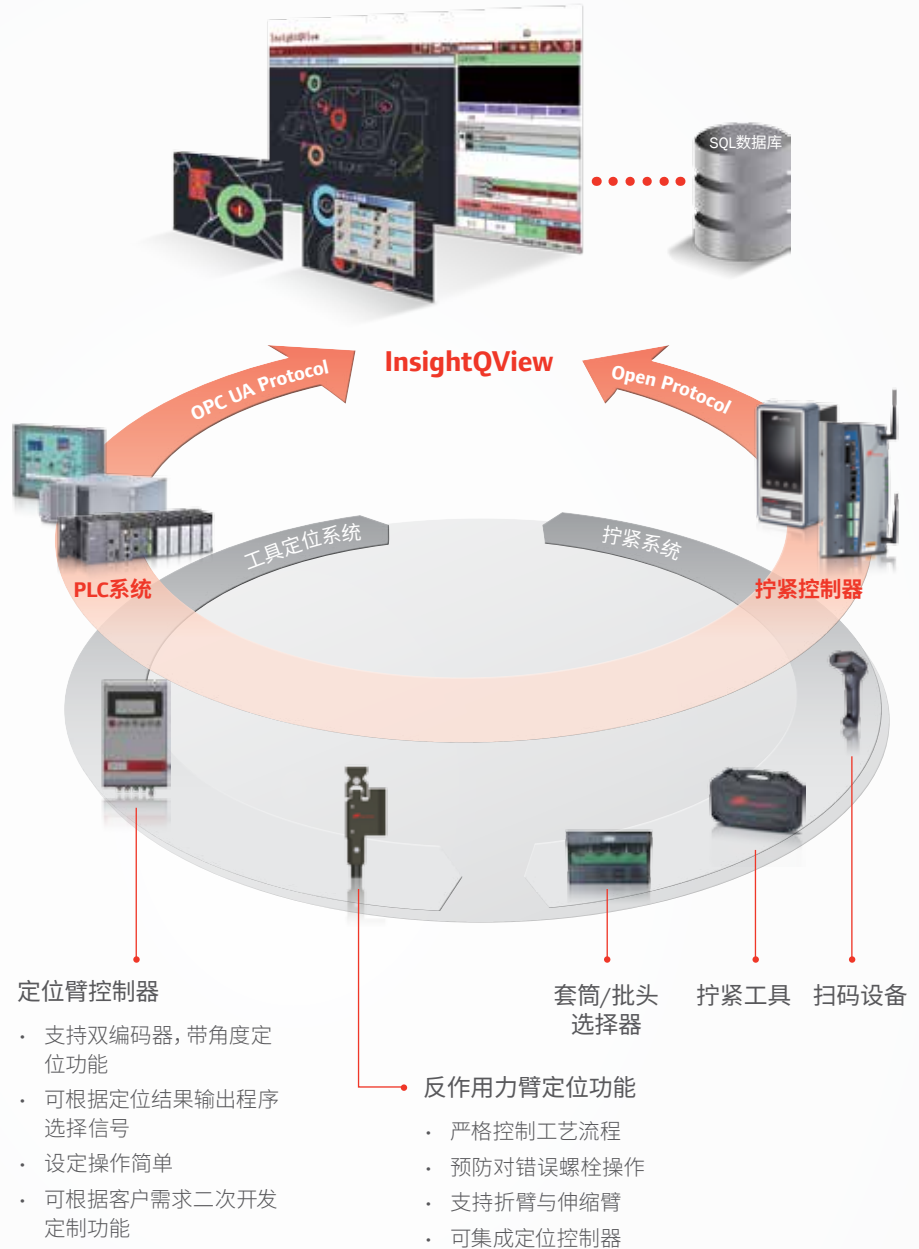 InsightQView
SQL数据库
InsightQView
OPC UA Protocol
Open Protocol
工具定位系统
拧紧系统
PLC系统
拧紧控制器
定位臂控制器
· 支持双编码器，带角度定
位功能
· 可根据定位结果输出程序
选择信号
· 设定操作简单
· 可根据客户需求二次开发
定制功能
套筒/批头
选择器
拧紧工具
扫码设备
反作用力臂定位功能
· 严格控制工艺流程
· 预防对错误螺栓操作
· 支持折臂与伸缩臂
· 可集成定位控制器